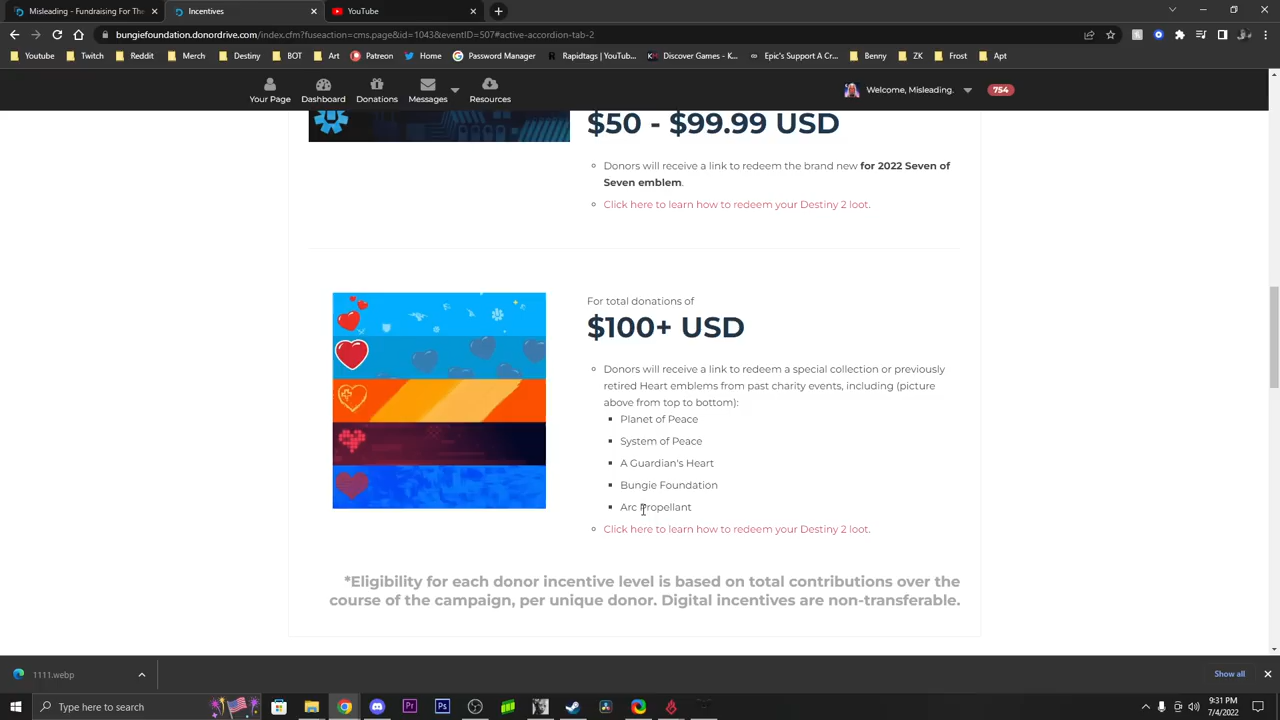 Misleading - Fundraising For The
Incentives
YouTube
bungiefoundation.donordrive.com/index.cfm?fuseaction=cms.page&id=1043&eventID=507#active-accordion-tab-2
Youtube
Twitch
Reddit
Merch
Destiny
Art
Patreon
Home
Password Manager
Rapidtags | YouTub...
Discover Games - K...
Epic's Support A Cr...
Benny
ZK
Frost
Apt
Your Page
Dashboard
Donations
Messages
Resources
Welcome, Misleading.
754
$50 - $99.99 USD
Donors will receive a link to redeem the brand new for 2022 Seven of
Seven emblem.
Click here to learn how to redeem your Destiny 2 loot.
For total donations of
$100+ USD
Donors will receive a link to redeem a special collection or previously
retired Heart emblems from past charity events, including (picture
above from top to bottom):
Planet of Peace
System of Peace
A Guardian's Heart
Bungie Foundation
Arc Propellant
Click here to learn how to redeem your Destiny 2 loot.
*Eligibility for each donor incentive level is based on total contributions over the
course of the campaign, per unique donor. Digital incentives are non-transferable.
1111.webp
Show all
Type here to search
9:31 PM
7/4/2022